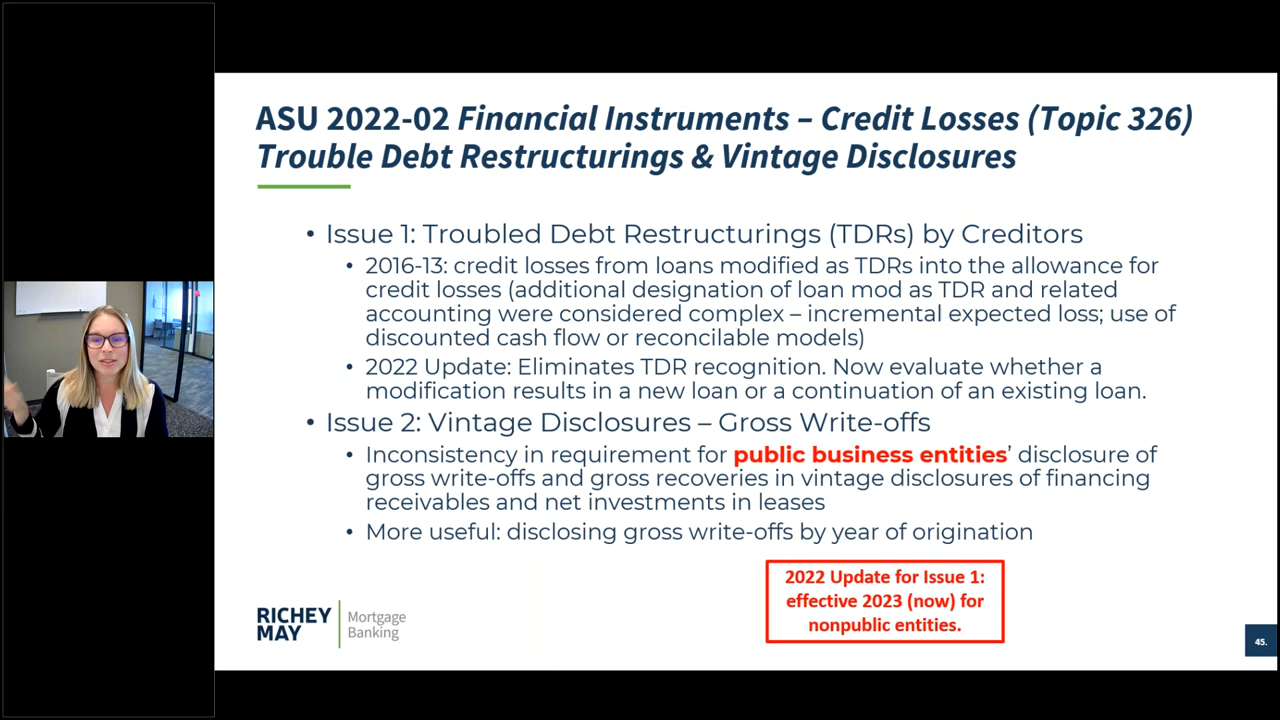 ASU 2022-02 Financial Instruments – Credit Losses (Topic 326)
Trouble Debt Restructurings & Vintage Disclosures
• Issue 1: Troubled Debt Restructurings (TDRs) by Creditors
• 2016-13: credit losses from loans modified as TDRs into the allowance for
credit losses (additional designation of loan mod as TDR and related
accounting were considered complex – incremental expected loss; use of
discounted cash flow or reconcilable models)
• 2022 Update: Eliminates TDR recognition. Now evaluate whether a
modification results in a new loan or a continuation of an existing loan.
• Issue 2: Vintage Disclosures – Gross Write-offs
• Inconsistency in requirement for public business entities' disclosure of
gross write-offs and gross recoveries in vintage disclosures of financing
receivables and net investments in leases
• More useful: disclosing gross write-offs by year of origination
2022 Update for Issue 1:
effective 2023 (now) for
nonpublic entities.
RICHEY
MAY
Mortgage
Banking
45.